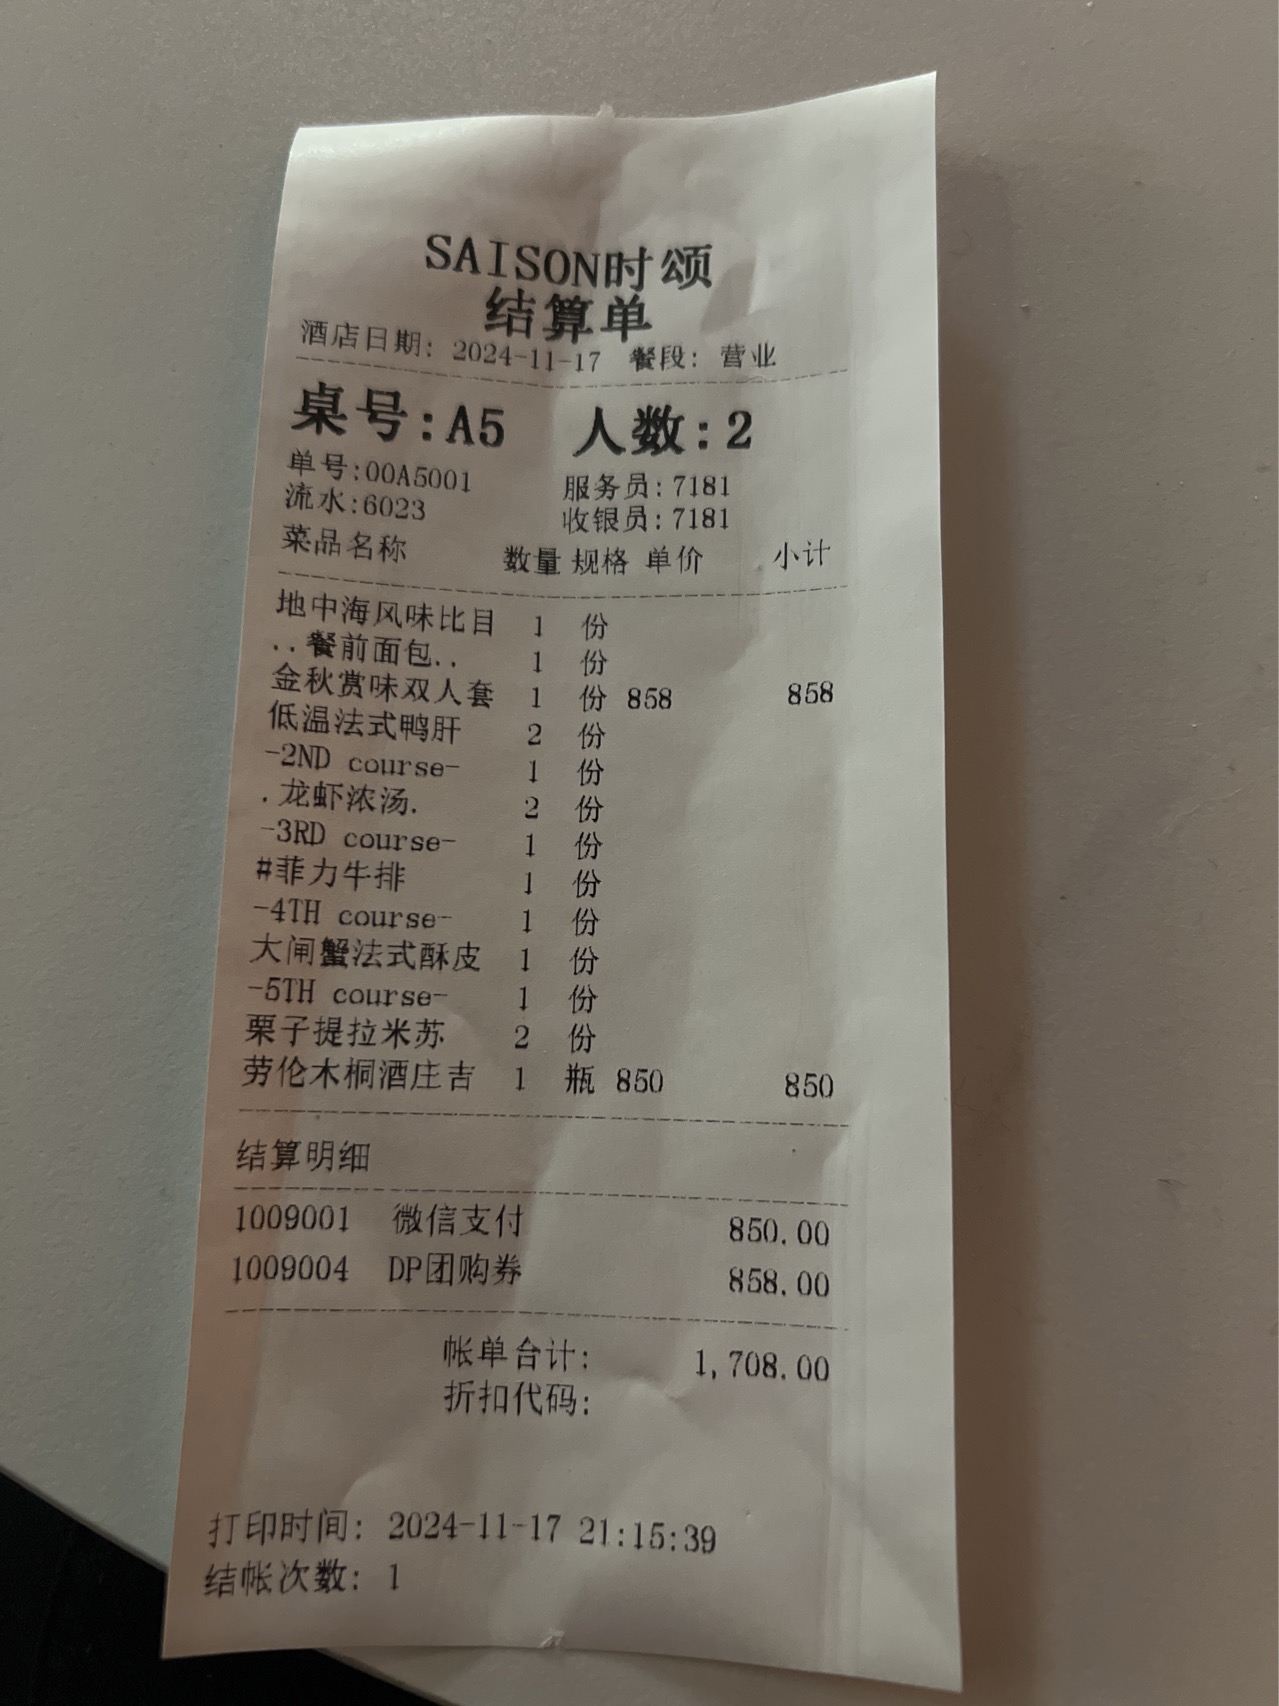 SAISON时颂
结算单
酒店日期: 2024-11-17 餐段: 营业
桌号:A5 人数:2
单号:00A5001 服务员:7181
流水:6023 收银员:7181
菜品名称 数量 规格 单价 小计
地中海风味比目 1 份
..餐前面包.. 1 份
金秋赏味双人套 1 份 858 858
低温法式鸭肝 2 份
-2ND course- 1 份
.龙虾浓汤. 2 份
-3RD course- 1 份
#菲力牛排 1 份
-4TH course- 1 份
大闸蟹法式酥皮 1 份
-5TH course- 1 份
栗子提拉米苏 2 份
劳伦木桐酒庄吉 1 瓶 850 850
结算明细
1009001 微信支付 850.00
1009004 DP团购券 858.00
帐单合计: 1,708.00
折扣代码:
打印时间: 2024-11-17 21:15:39
结帐次数: 1